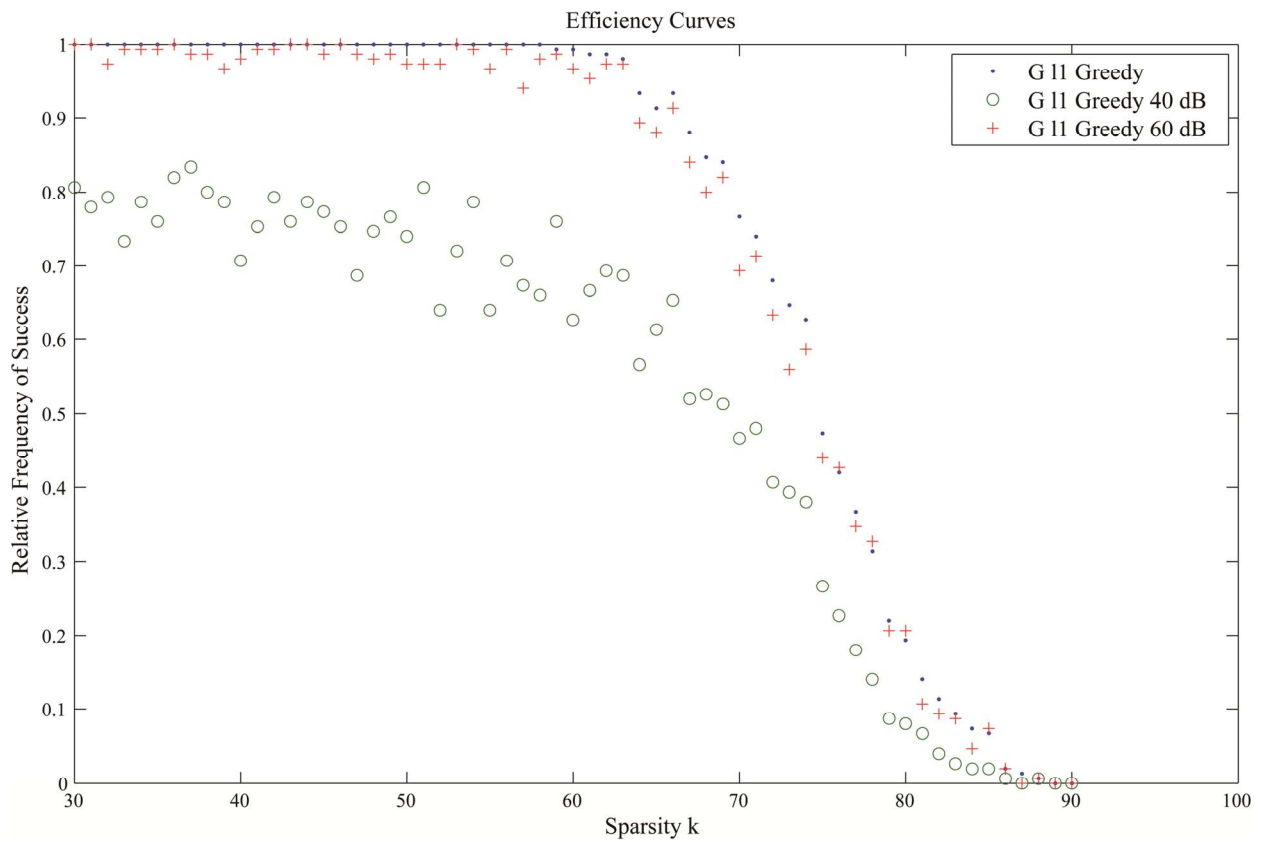 Efficiency Curves
1
0.9
0.8
0.7
0.6
0.5
0.4
0.3
0.2
0.1
0
Relative Frequency of Success
G l1 Greedy
G l1 Greedy 40 dB
G l1 Greedy 60 dB
30 40 50 60 70 80 90 100
Sparsity k